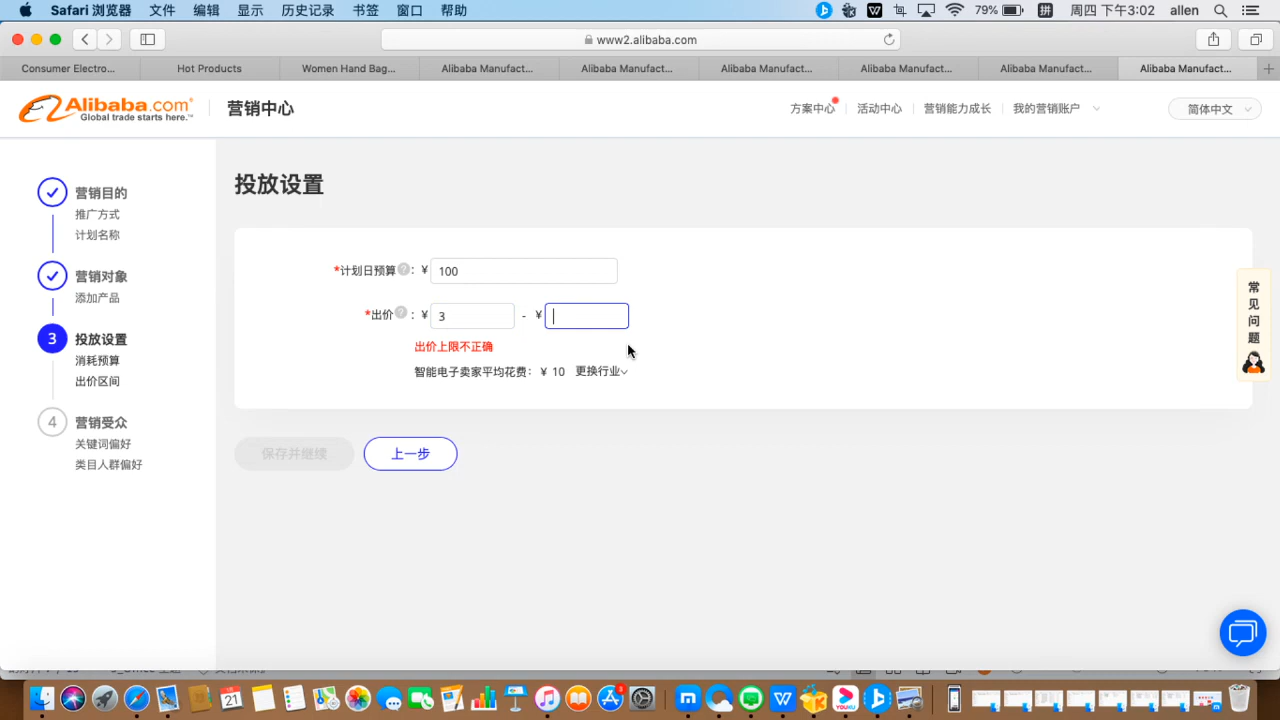 Safari 浏览器 文件 编辑 显示 历史记录 书签 窗口 帮助 79% 拼 周四 下午3:02 allen
www2.alibaba.com
Consumer Electro... Hot Products Women Hand Bag... Alibaba Manufact... Alibaba Manufact... Alibaba Manufact... Alibaba Manufact... Alibaba Manufact... Alibaba Manufact...
Alibaba.com 营销中心 方案中心 活动中心 营销能力成长 我的营销账户 简体中文
Global trade starts here.™
营销目的
推广方式
计划名称
营销对象
添加产品
3 投放设置
消耗预算
出价区间
4 营销受众
关键词偏好
类目人群偏好
投放设置
*计划日预算 ? : ¥ 100
*出价 ? : ¥ 3 - ¥
出价上限不正确
智能电子卖家平均花费: ¥ 10 更换行业
保存并继续 上一步
常见问题